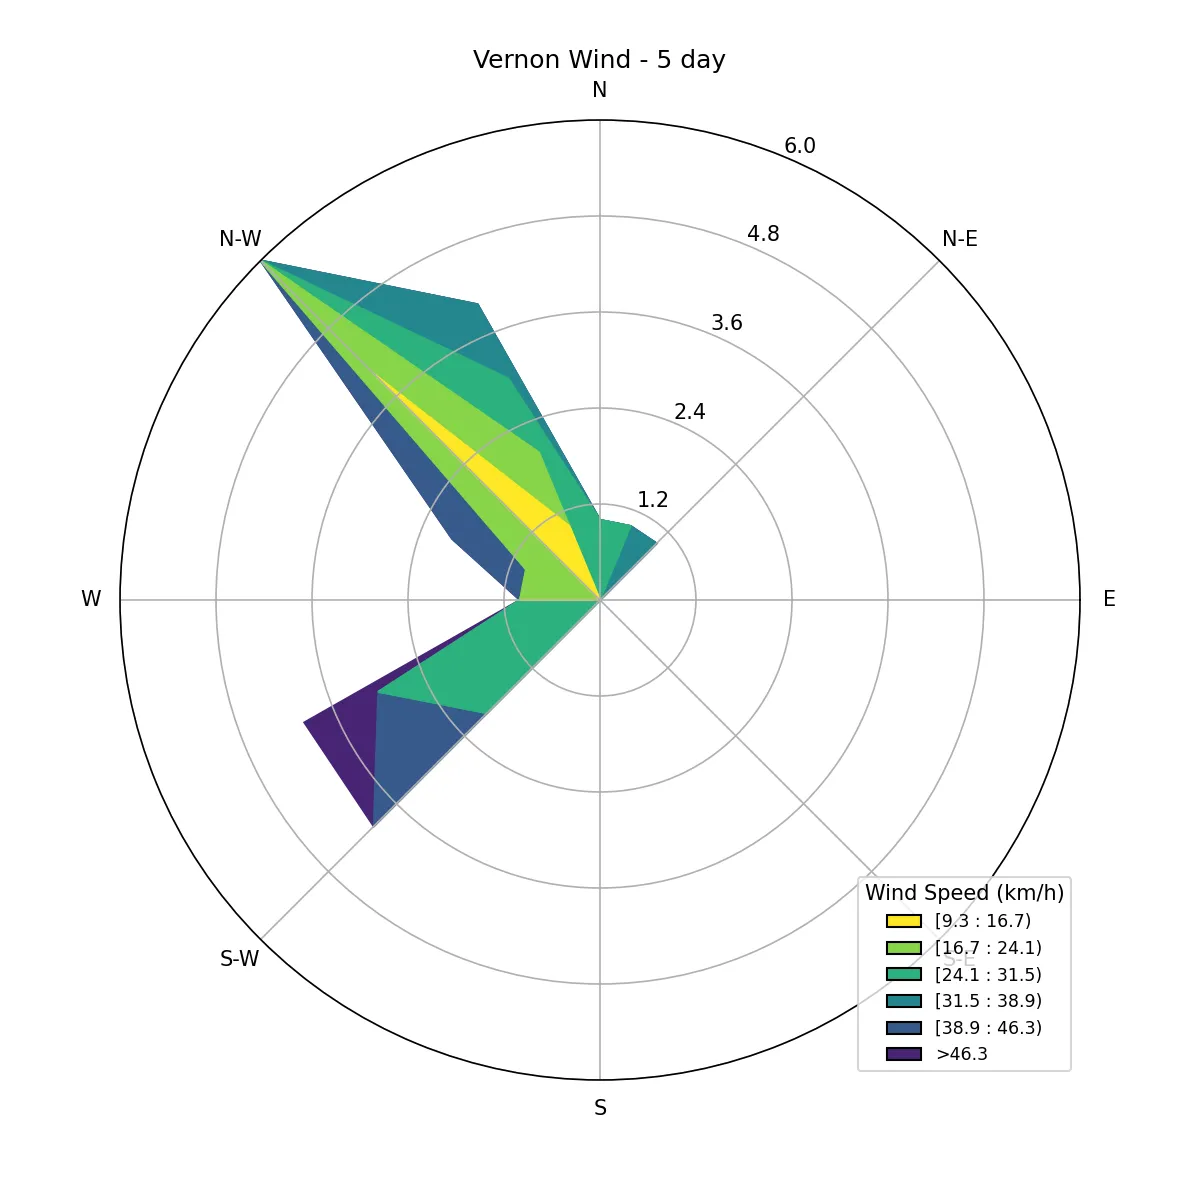 Vernon Wind - 5 day
N
6.0
N-W
4.8
N-E
3.6
2.4
1.2
W
E
S-W
S-E
S
Wind Speed (km/h)
[9.3 : 16.7)
[16.7 : 24.1)
[24.1 : 31.5)
[31.5 : 38.9)
[38.9 : 46.3)
>46.3